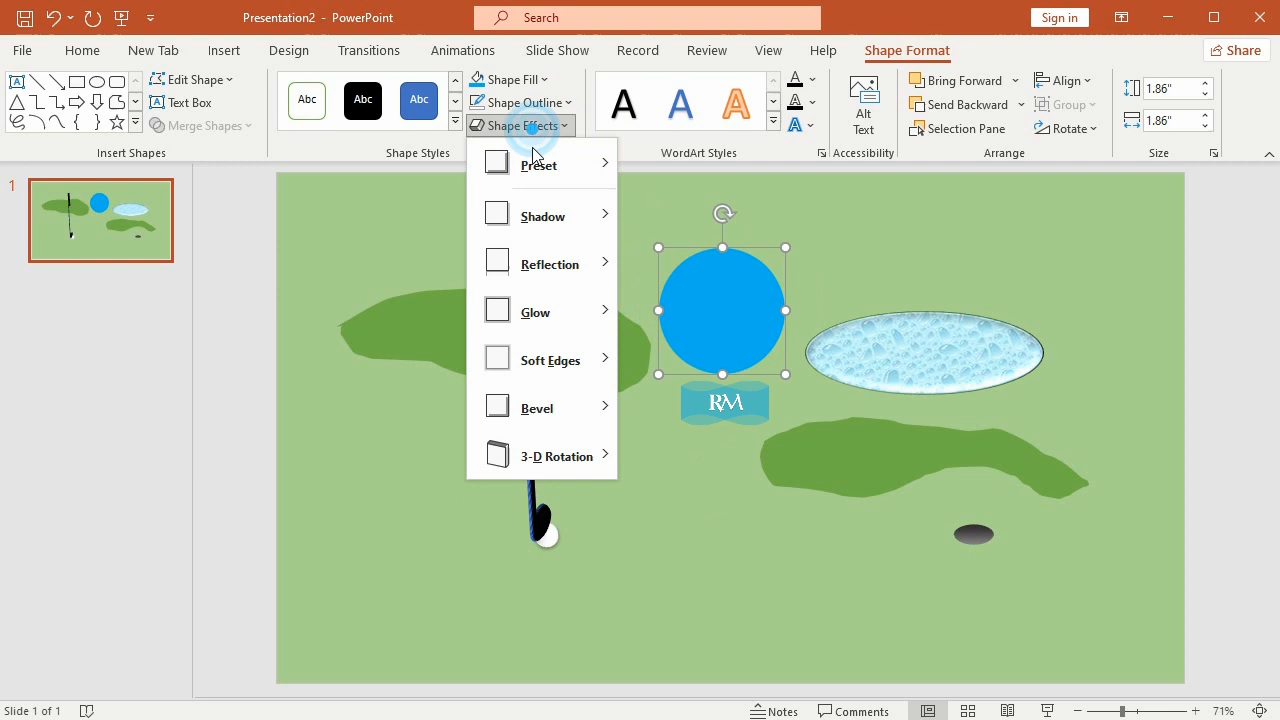 Presentation2 - PowerPoint
Search
Sign in
File Home New Tab Insert Design Transitions Animations Slide Show Record Review View Help Shape Format Share
Edit Shape
Text Box
Merge Shapes
Insert Shapes
Abc Abc Abc
Shape Fill
Shape Outline
Shape Effects
Shape Styles
A A A
A
A
A
WordArt Styles
Alt
Text
Accessibility
Bring Forward
Send Backward
Selection Pane
Align
Group
Rotate
Arrange
1.86"
1.86"
Size
1
Preset
Shadow
Reflection
Glow
Soft Edges
Bevel
3-D Rotation
RM
Slide 1 of 1
Notes
Comments
71%